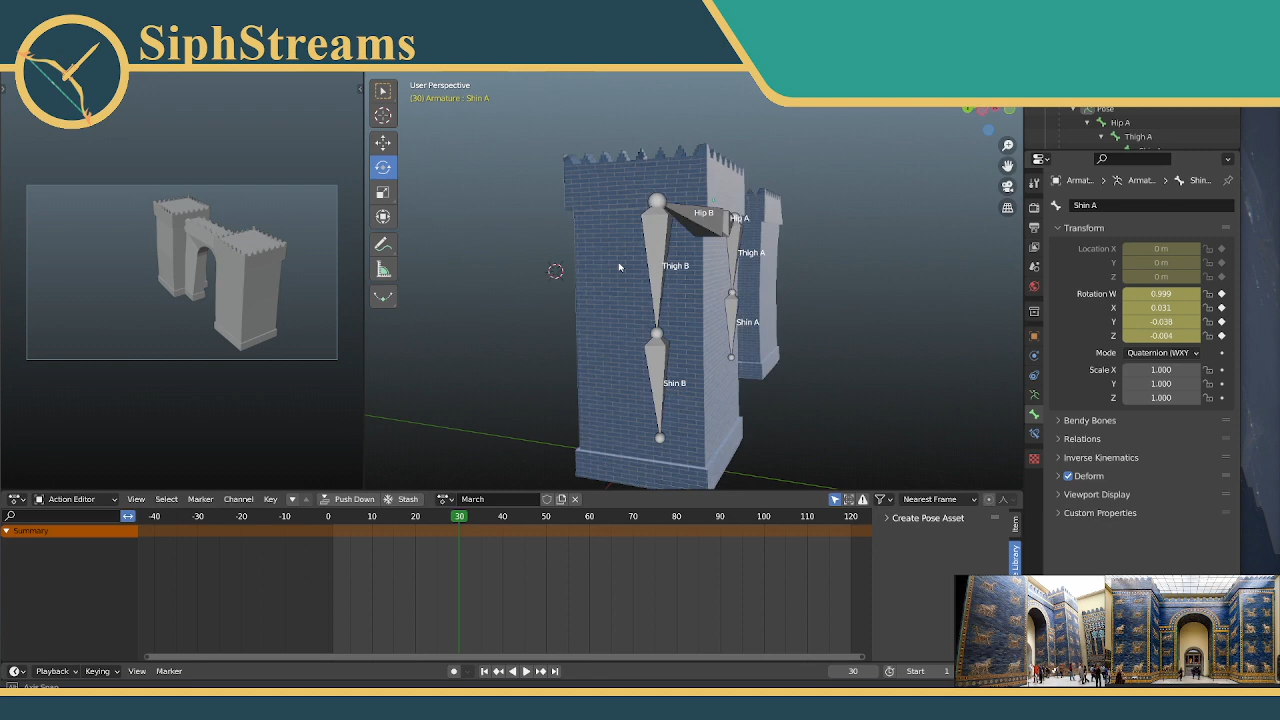 SiphStreams
User Perspective
(30) Armature : Shin A
Pose
Hip A
Thigh A
Armat...
Armat...
Shin...
Shin A
Transform
Location X 0 m
Y 0 m
Z 0 m
Rotation W 0.999
X 0.031
Y -0.038
Z -0.004
Mode Quaternion (WXY
Scale X 1.000
Y 1.000
Z 1.000
Bendy Bones
Relations
Inverse Kinematics
Deform
Viewport Display
Custom Properties
Hip B
Hip A
Thigh A
Thigh B
Shin A
Shin B
Action Editor View Select Marker Channel Key Push Down Stash March Nearest Frame
-40 -30 -20 -10 0 10 20 30 40 50 60 70 80 90 100 110 120
Summary
Create Pose Asset
Item
Library
Playback Keying View Marker 30 Start 1
Axis Snap